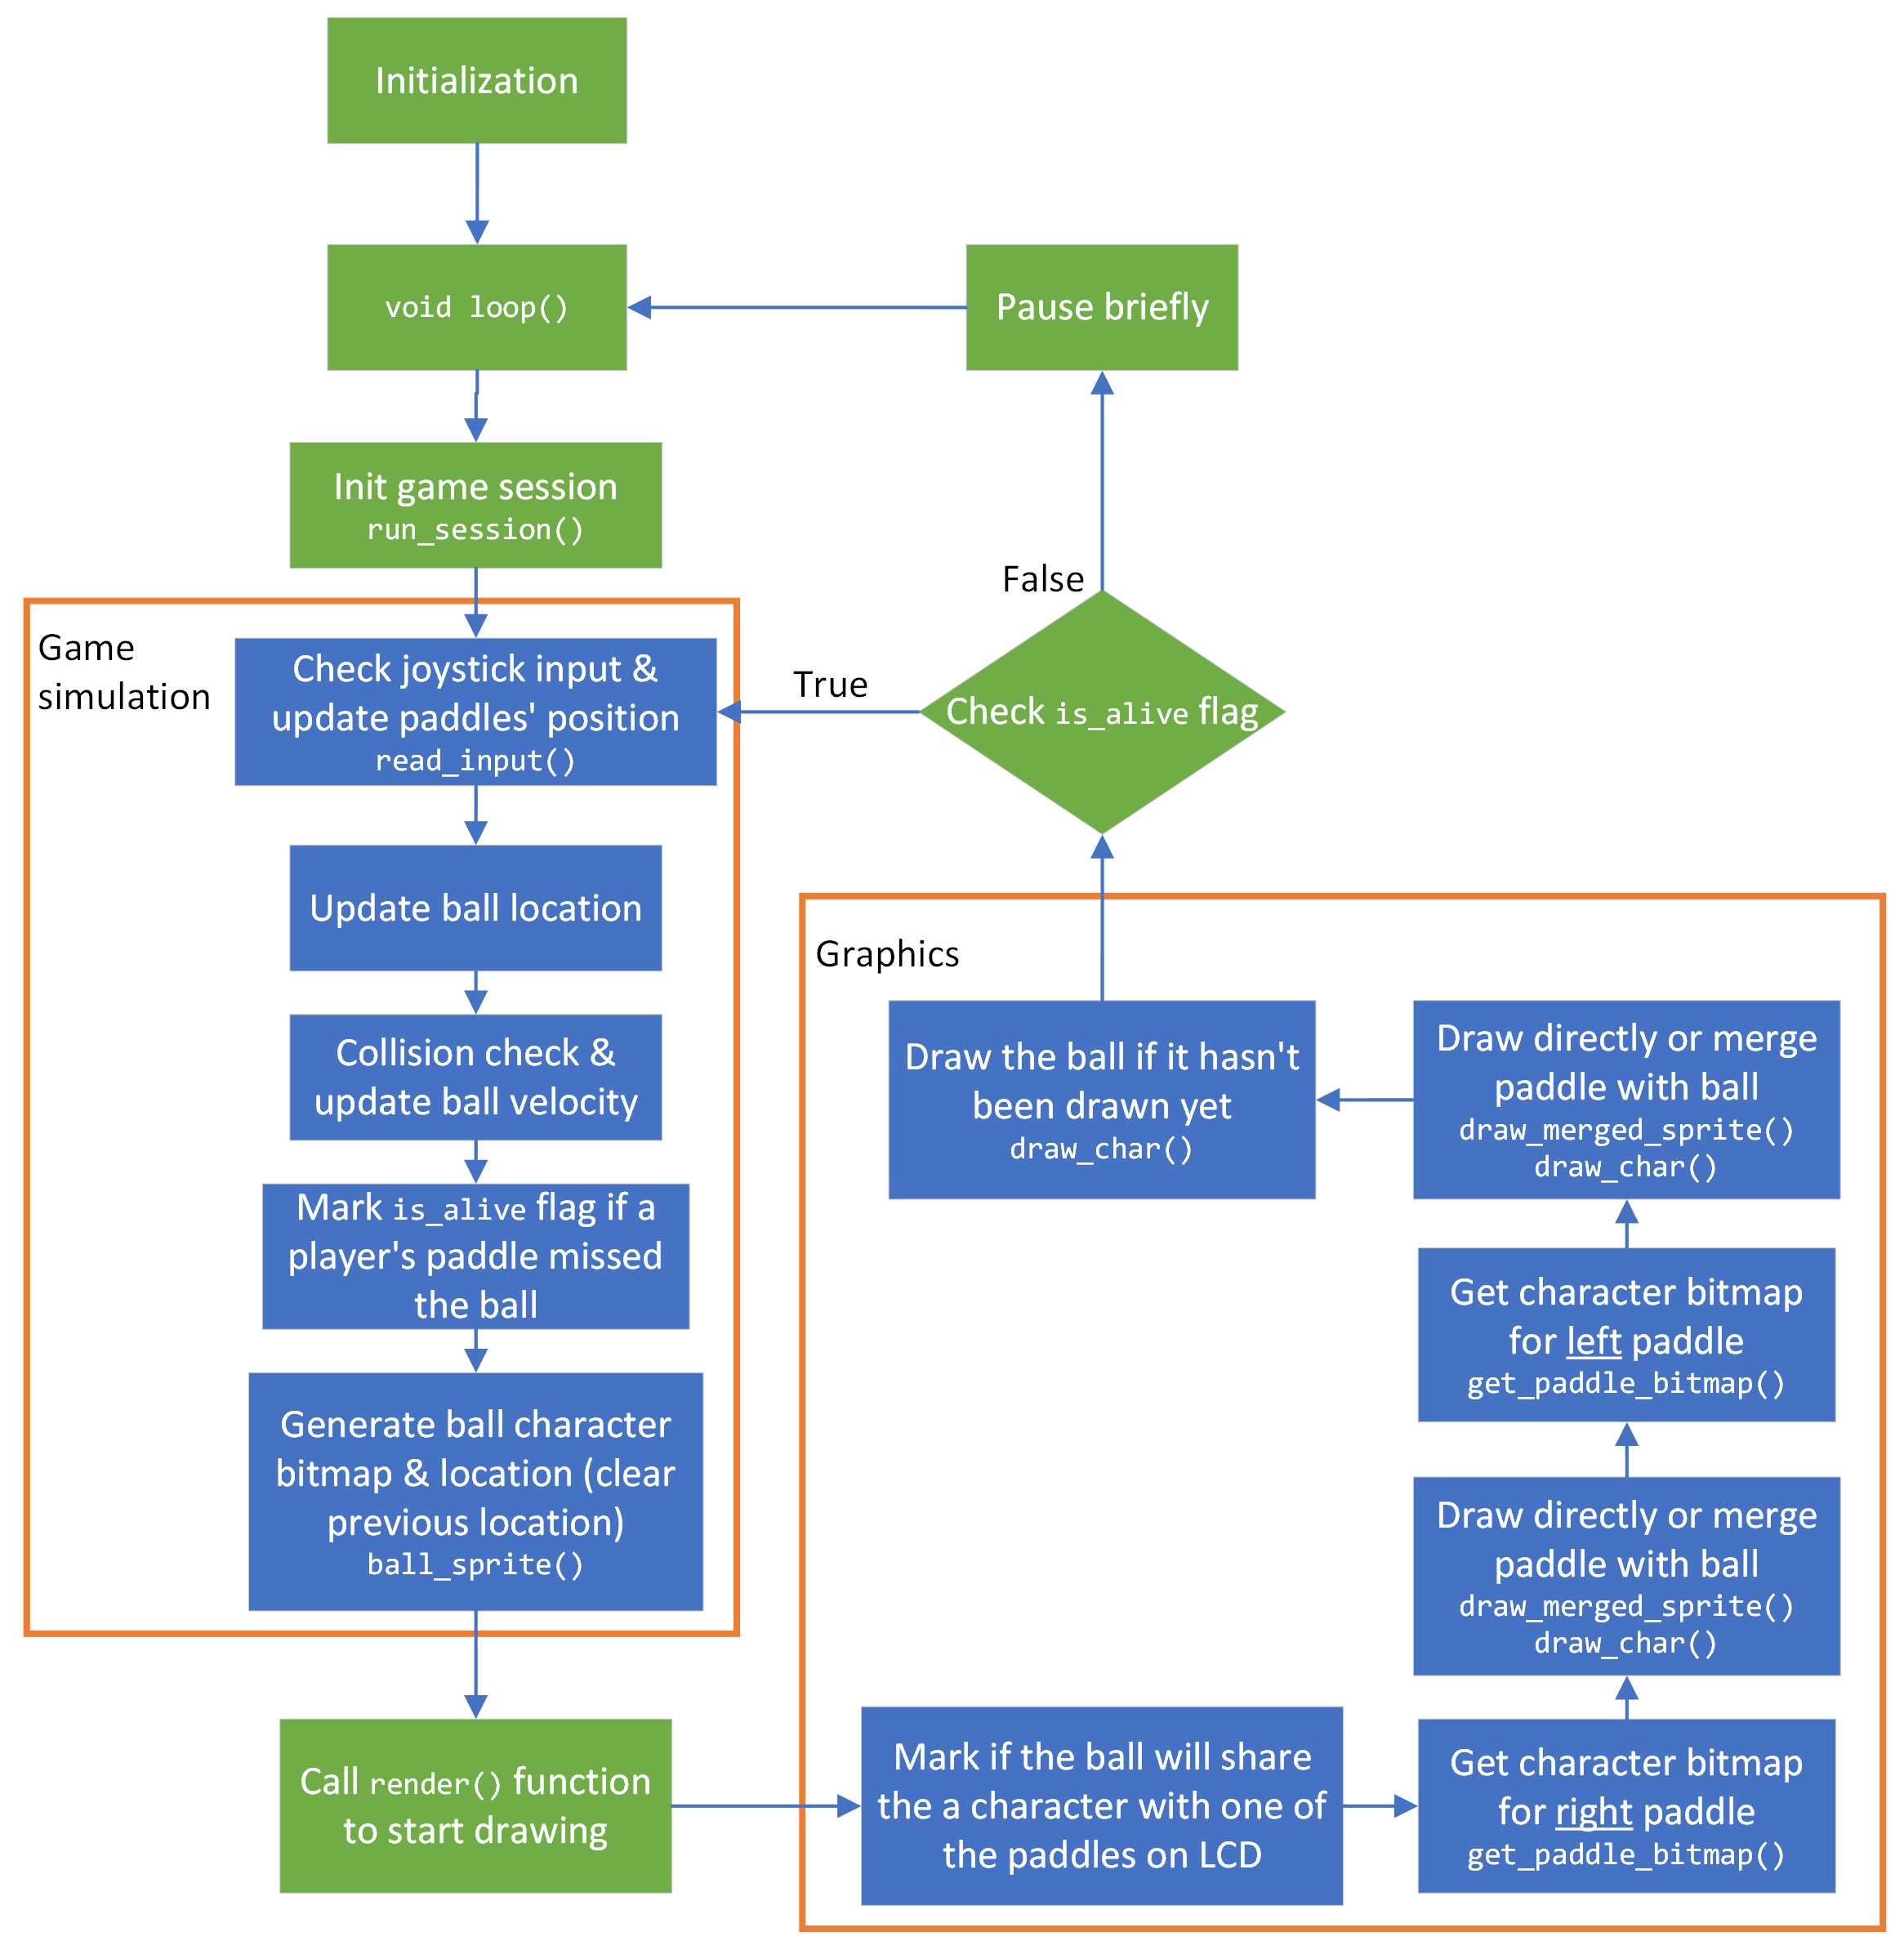 Initialization
void loop()
Pause briefly
Init game session
run_session()
False
Game
simulation
Check joystick input &
update paddles' position
read_input()
True
Check is_alive flag
Update ball location
Collision check &
update ball velocity
Mark is_alive flag if a
player's paddle missed
the ball
Generate ball character
bitmap & location (clear
previous location)
ball_sprite()
Call render() function
to start drawing
Graphics
Mark if the ball will share
the a character with one of
the paddles on LCD
Get character bitmap
for right paddle
get_paddle_bitmap()
Draw directly or merge
paddle with ball
draw_merged_sprite()
draw_char()
Get character bitmap
for left paddle
get_paddle_bitmap()
Draw directly or merge
paddle with ball
draw_merged_sprite()
draw_char()
Draw the ball if it hasn't
been drawn yet
draw_char()